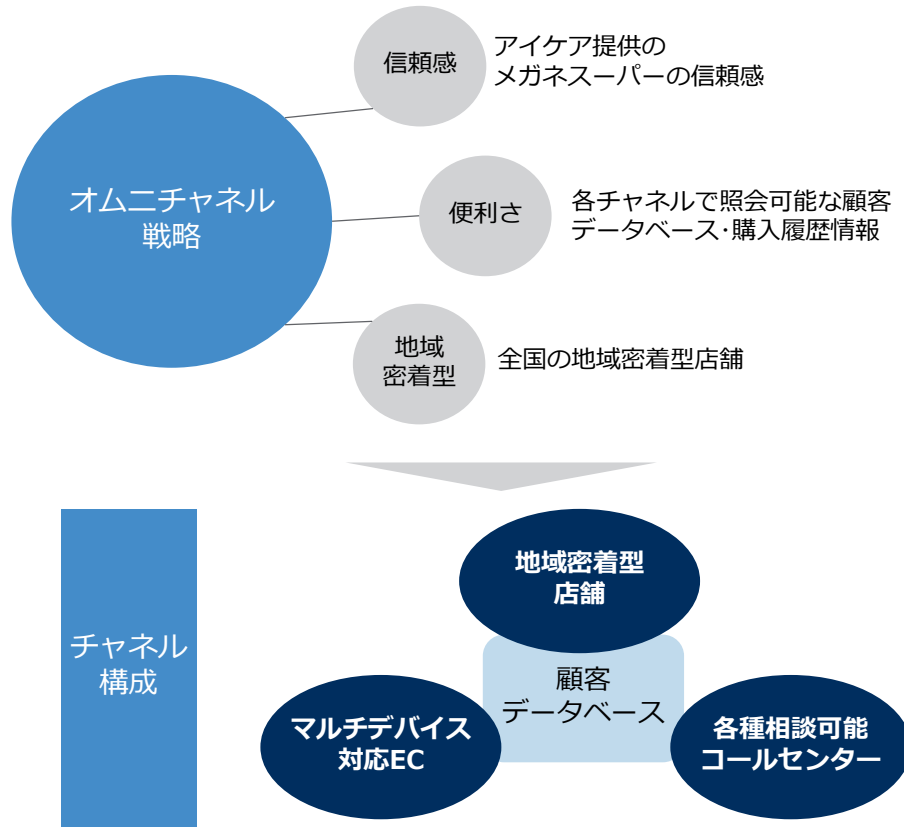 信頼感
アイケア提供の
メガネスーパーの信頼感
オムニチャネル
戦略
便利さ
各チャネルで照会可能な顧客
データベース・購入履歴情報
地域
密着型
全国の地域密着型店舗
地域密着型
店舗
チャネル
構成
顧客
データベース
マルチデバイス
対応EC
各種相談可能
コールセンター